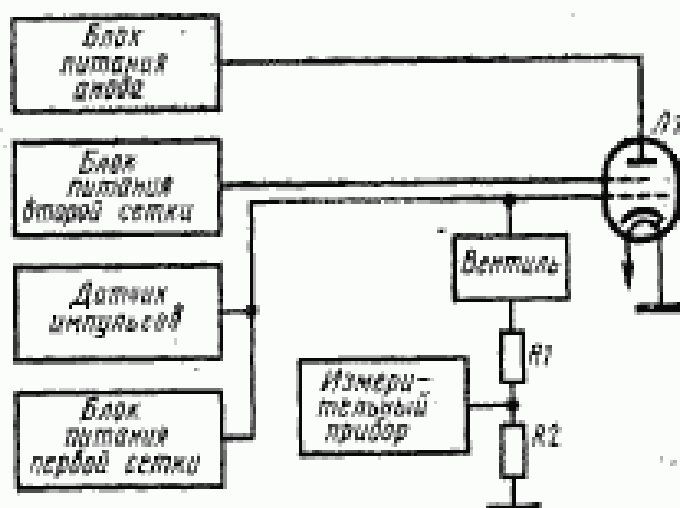 Блок
питания
анода
Блок
питания
второй сетки
Датчик
импульсов
Блок
питания
первой сетки
Вентиль
R1
Измери-
тельный
прибор
R2